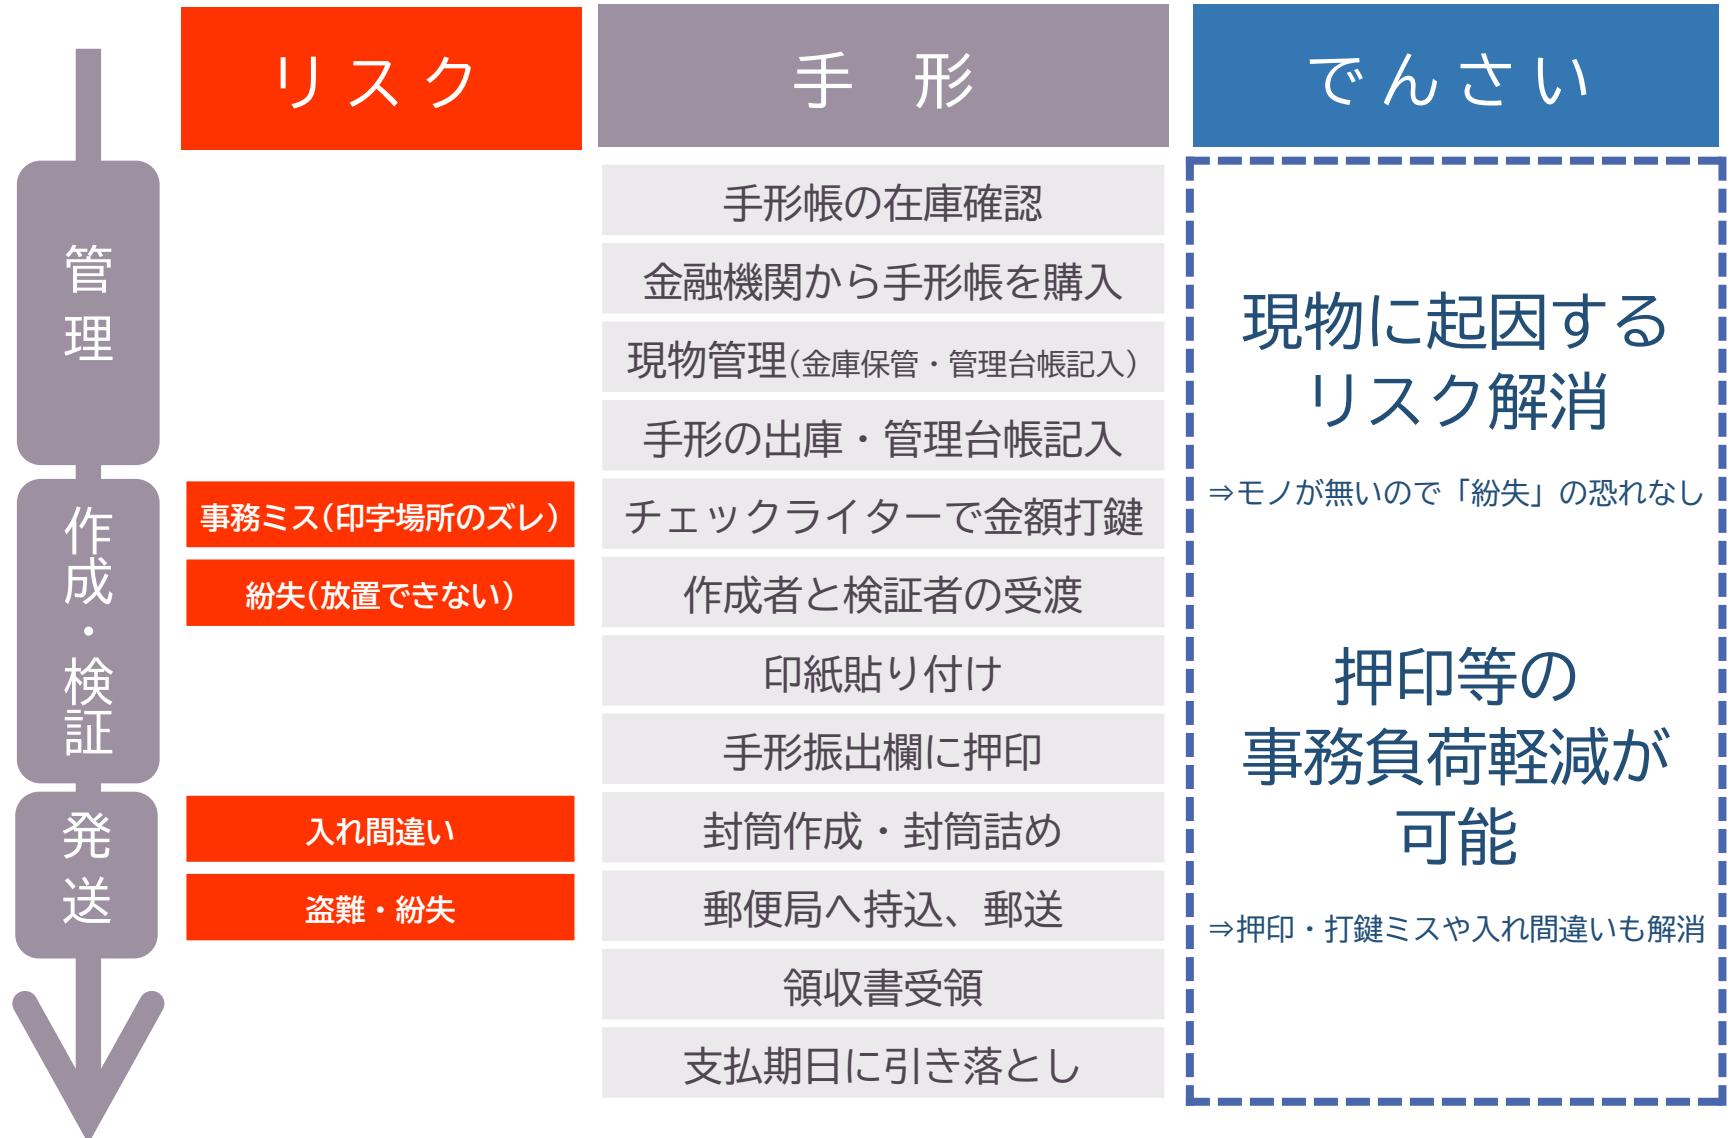 リスク
手 形
でんさい
管理
作成・検証
発送
事務ミス(印字場所のズレ)
紛失(放置できない)
入れ間違い
盗難・紛失
手形帳の在庫確認
金融機関から手形帳を購入
現物管理(金庫保管・管理台帳記入)
手形の出庫・管理台帳記入
チェックライターで金額打鍵
作成者と検証者の受渡
印紙貼り付け
手形振出欄に押印
封筒作成・封筒詰め
郵便局へ持込、郵送
領収書受領
支払期日に引き落とし
現物に起因する
リスク解消
⇒モノが無いので「紛失」の恐れなし
押印等の
事務負荷軽減が
可能
⇒押印・打鍵ミスや入れ間違いも解消